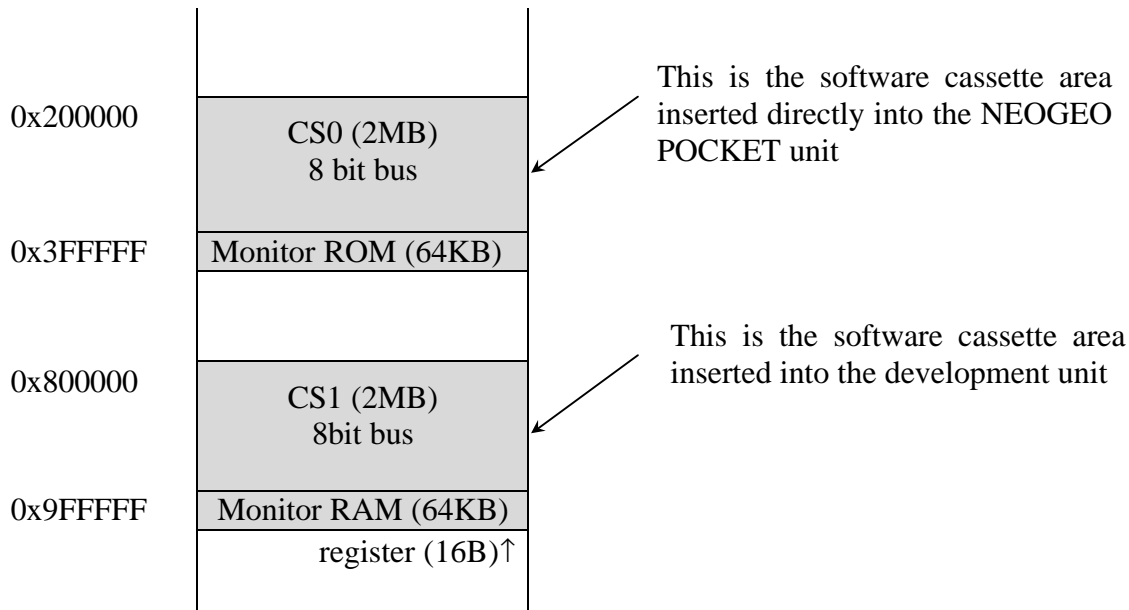 This is the software cassette area
inserted directly into the NEOGEO
POCKET unit
0x200000
CS0 (2MB)
8 bit bus
0x3FFFFF
Monitor ROM (64KB)
This is the software cassette area
inserted into the development unit
0x800000
CS1 (2MB)
8bit bus
0x9FFFFF
Monitor RAM (64KB)
register (16B)↑